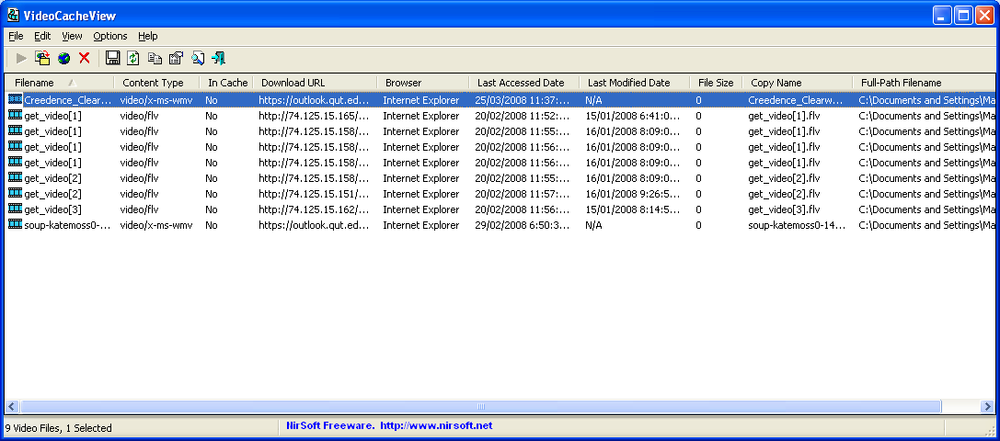 VideoCacheView
File Edit View Options Help
Filename Content Type In Cache Download URL Browser Last Accessed Date Last Modified Date File Size Copy Name Full-Path Filename
Creedence_Clear... video/x-ms-wmv No https://outlook.qut.ed... Internet Explorer 25/03/2008 11:37:... N/A 0 Creedence_Clearw... C:\Documents and Settings\Ma
get_video[1] video/flv No http://74.125.15.165/... Internet Explorer 20/02/2008 11:52:... 15/01/2008 6:41:0... 0 get_video[1].flv C:\Documents and Settings\Ma
get_video[1] video/flv No http://74.125.15.158/... Internet Explorer 20/02/2008 11:55:... 16/01/2008 8:09:0... 0 get_video[1].flv C:\Documents and Settings\Ma
get_video[1] video/flv No http://74.125.15.158/... Internet Explorer 20/02/2008 11:56:... 16/01/2008 8:09:0... 0 get_video[1].flv C:\Documents and Settings\Ma
get_video[1] video/flv No http://74.125.15.158/... Internet Explorer 20/02/2008 11:56:... 16/01/2008 8:09:0... 0 get_video[1].flv C:\Documents and Settings\Ma
get_video[2] video/flv No http://74.125.15.158/... Internet Explorer 20/02/2008 11:55:... 16/01/2008 8:09:0... 0 get_video[2].flv C:\Documents and Settings\Ma
get_video[2] video/flv No http://74.125.15.151/... Internet Explorer 20/02/2008 11:57:... 16/01/2008 9:26:5... 0 get_video[2].flv C:\Documents and Settings\Ma
get_video[3] video/flv No http://74.125.15.162/... Internet Explorer 20/02/2008 11:56:... 15/01/2008 8:14:5... 0 get_video[3].flv C:\Documents and Settings\Ma
soup-katemoss0-... video/x-ms-wmv No https://outlook.qut.ed... Internet Explorer 29/02/2008 6:50:3... N/A 0 soup-katemoss0-14... C:\Documents and Settings\Ma
9 Video Files, 1 Selected NirSoft Freeware. http://www.nirsoft.net